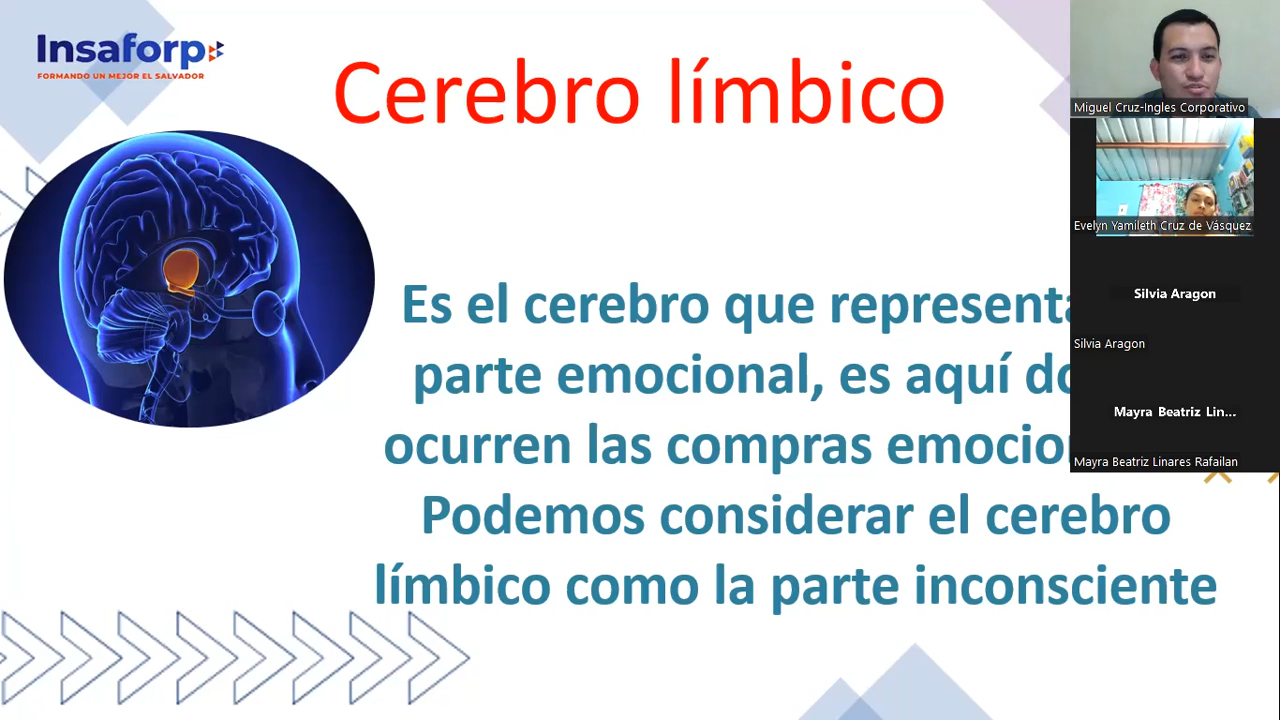 Insaforp
FORMANDO UN MEJOR EL SALVADOR
Cerebro límbico
Es el cerebro que representa
parte emocional, es aquí
ocurren las compras
Podemos considerar el cerebro
límbico como la parte inconsciente
Miguel Cruz-Ingles Corporativo
Evelyn Yamileth Cruz de Vásquez
Silvia Aragon
Silvia Aragon
Mayra Beatriz Lin...
Mayra Beatriz Linares Rafailan